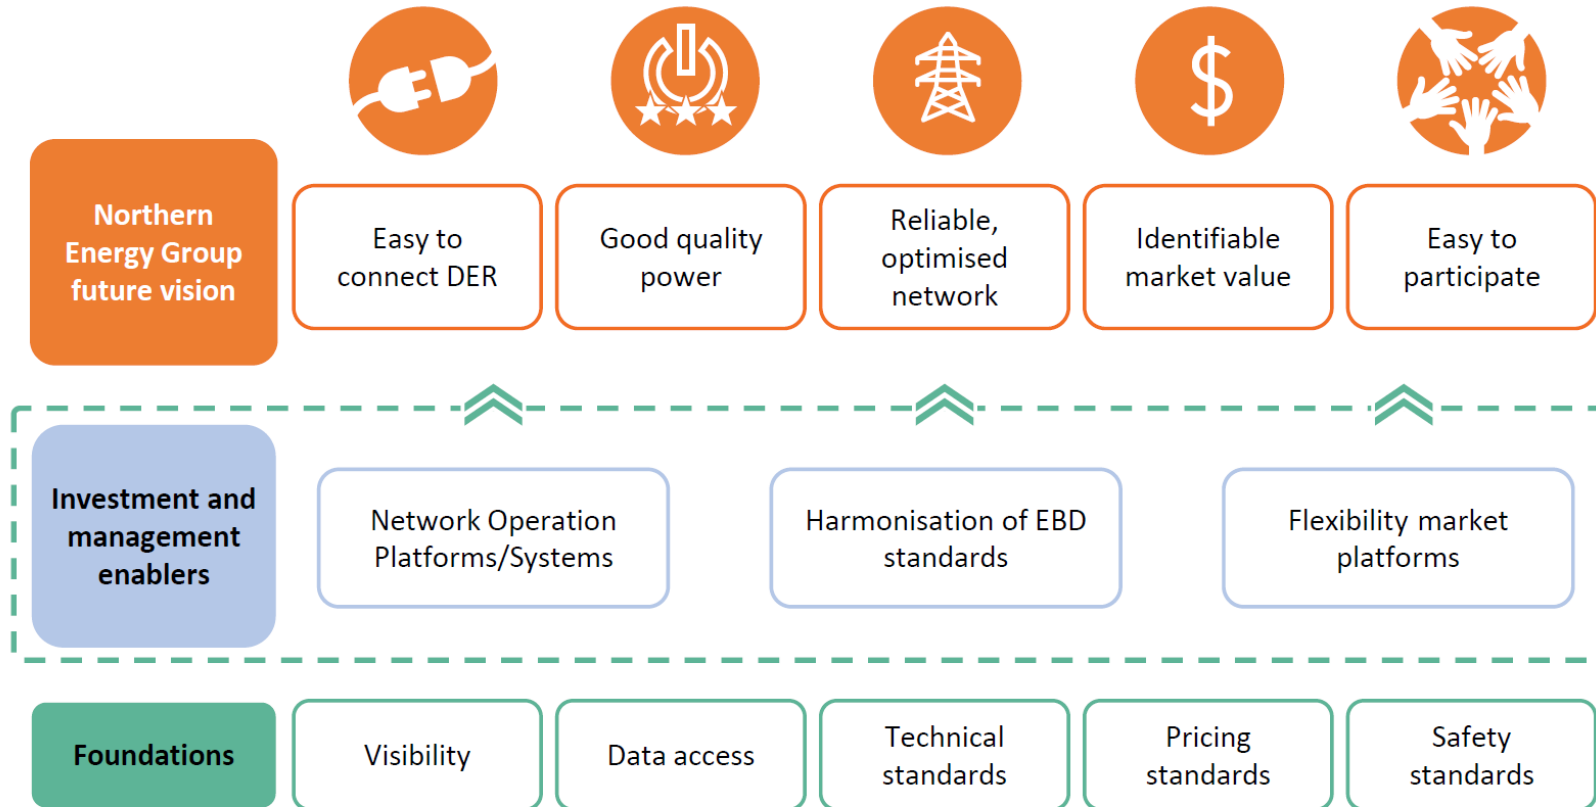 Northern
Energy Group
future vision
Easy to
connect DER
Good quality
power
Reliable,
optimised
network
Identifiable
market value
Easy to
participate
Investment and
management
enablers
Network Operation
Platforms/Systems
Harmonisation of EBD
standards
Flexibility market
platforms
Foundations
Visibility
Data access
Technical
standards
Pricing
standards
Safety
standards